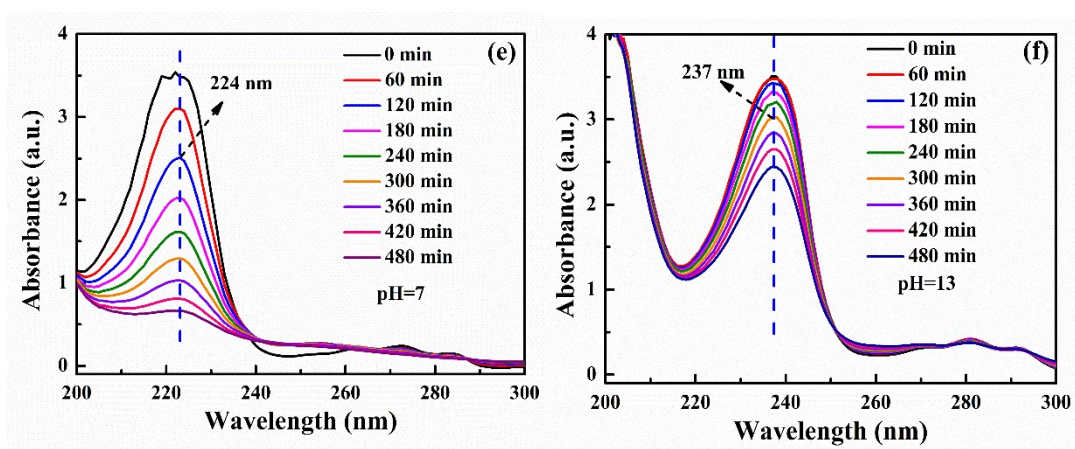 (e)
Absorbance (a.u.)
4
3
2
1
0
0 min
60 min
120 min
180 min
240 min
300 min
360 min
420 min
480 min
224 nm
pH=7
200 220 240 260 280 300
Wavelength (nm)
(f)
Absorbance (a.u.)
4
3
2
1
0
0 min
60 min
120 min
180 min
240 min
300 min
360 min
420 min
480 min
237 nm
pH=13
200 220 240 260 280 300
Wavelength (nm)